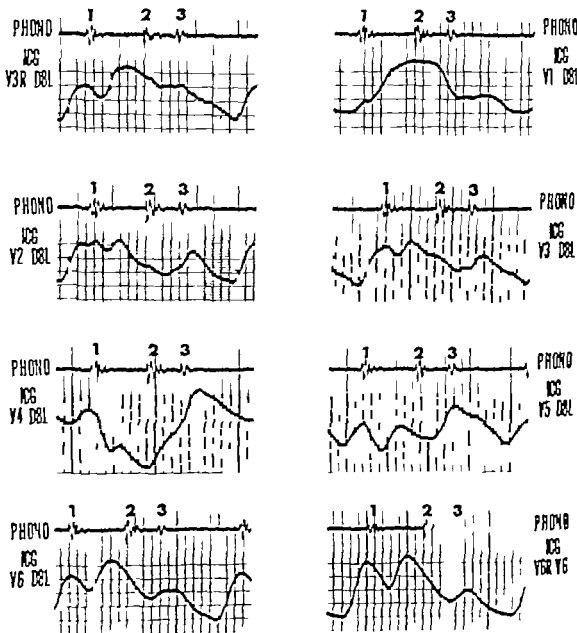 1 2 3
PHONO
ICG
V3R DBL
1 2 3
PHONO
ICG
V1 DBL
1 2 3
PHONO
ICG
V2 DBL
1 2 3
PHONO
ICG
V3 DBL
1 2 3
PHONO
ICG
V4 DBL
1 2 3
PHONO
ICG
V5 DBL
1 2 3
PHONO
ICG
V6 DBL
1 2 3
PHONO
ICG
V6R V6